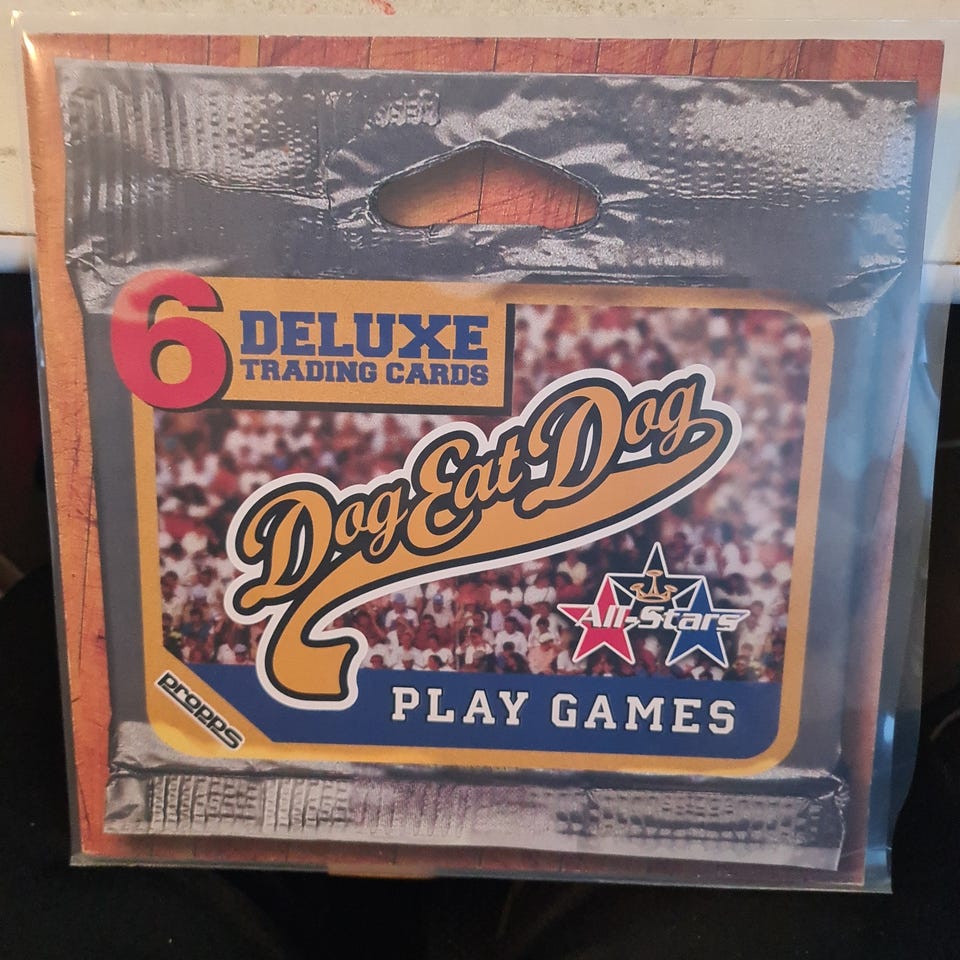 6 DELUXE
TRADING CARDS
Dog Eat Dog
All-Stars
PLAY GAMES
propps